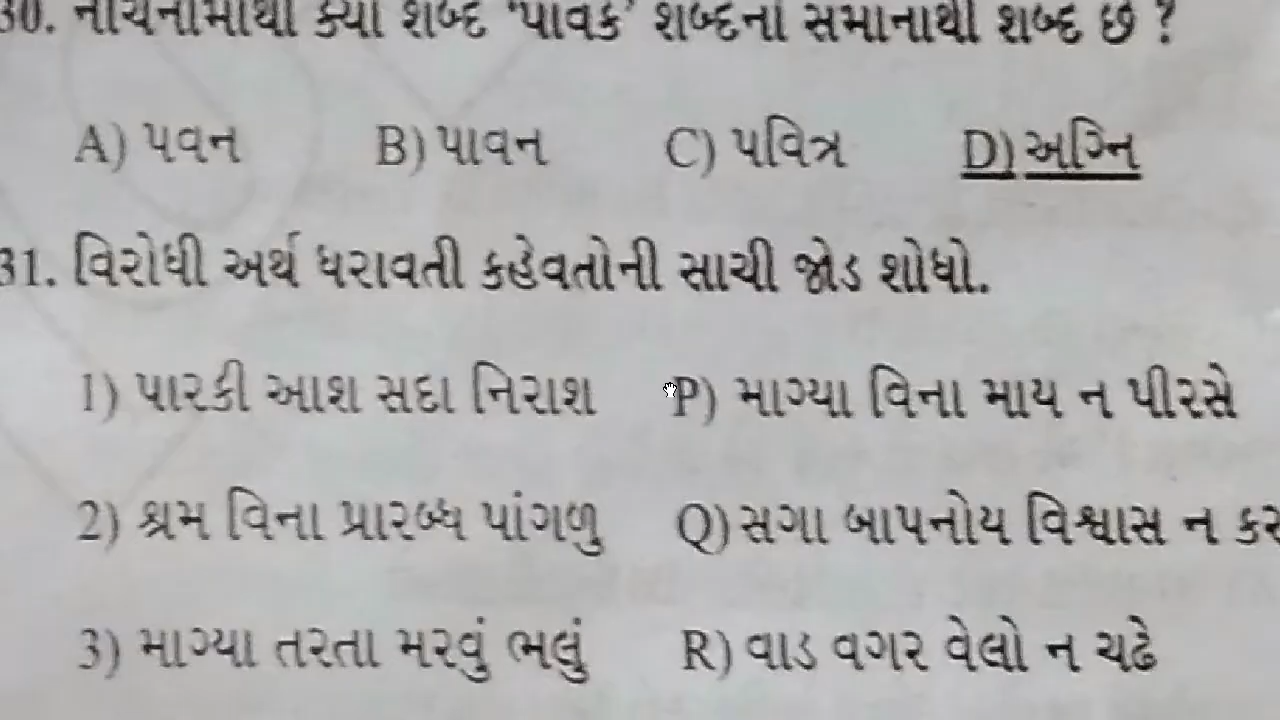 30. નીચેનામાંથી ક્યો શબ્દ 'પાવક' શબ્દનો સમાનાર્થી શબ્દ છે ?
A) પવન B) પાવન C) પવિત્ર D) અગ્નિ
31. વિરોધી અર્થ ધરાવતી કહેવતોની સાચી જોડ શોધો.
1) પારકી આશ સદા નિરાશ P) માગ્યા વિના માય ન પીરસે
2) શ્રમ વિના પ્રારબ્ધ પાંગળુ Q) સગા બાપનોય વિશ્વાસ ન
3) માગ્યા તરતા મરવું ભલું R) વાડ વગર વેલો ન ચઢે